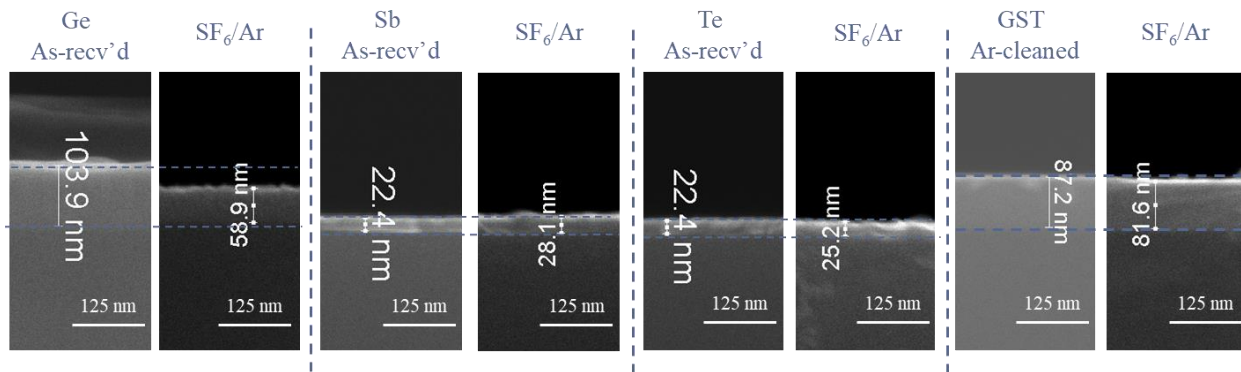 Ge
As-recv’d
SF₆/Ar
Sb
As-recv’d
SF₆/Ar
Te
As-recv’d
SF₆/Ar
GST
Ar-cleaned
SF₆/Ar
103.9 nm
58.9 nm
22.4 nm
28.1 nm
22.4 nm
25.2 nm
87.2 nm
81.6 nm
125 nm
125 nm
125 nm
125 nm
125 nm
125 nm
125 nm
125 nm